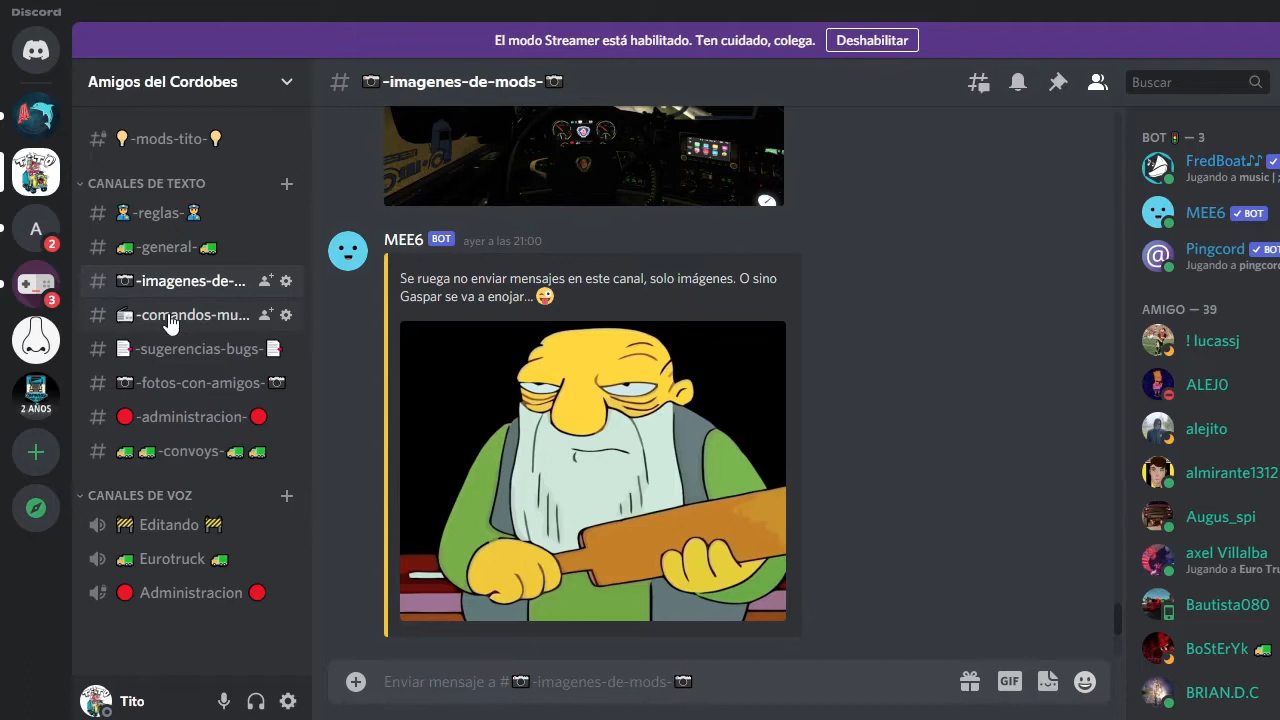 Discord
El modo Streamer está habilitado. Ten cuidado, colega.
Deshabilitar
Amigos del Cordobes
-imagenes-de-mods-
Buscar
-mods-tito-
CANALES DE TEXTO
-reglas-
-general-
-imagenes-de-...
-comandos-mu...
-sugerencias-bugs-
-fotos-con-amigos-
-administracion-
-convoys-
CANALES DE VOZ
Editando
Eurotruck
Administracion
Tito
A
2
3
2 AÑOS
MEE6 BOT ayer a las 21:00
Se ruega no enviar mensajes en este canal, solo imágenes. O sino
Gaspar se va a enojar...
Enviar mensaje a # -imagenes-de-mods-
GIF
BOT — 3
FredBoat♪♪
Jugando a music |
MEE6 ✓ BOT
Pingcord ✓ BOT
Jugando a pingcord
AMIGO — 39
! lucassj
ALEJ0
alejito
almirante1312
Augus_spi
axel Villalba
Jugando a Euro Tru
Bautista080
BoStErYk
BRIAN.D.C